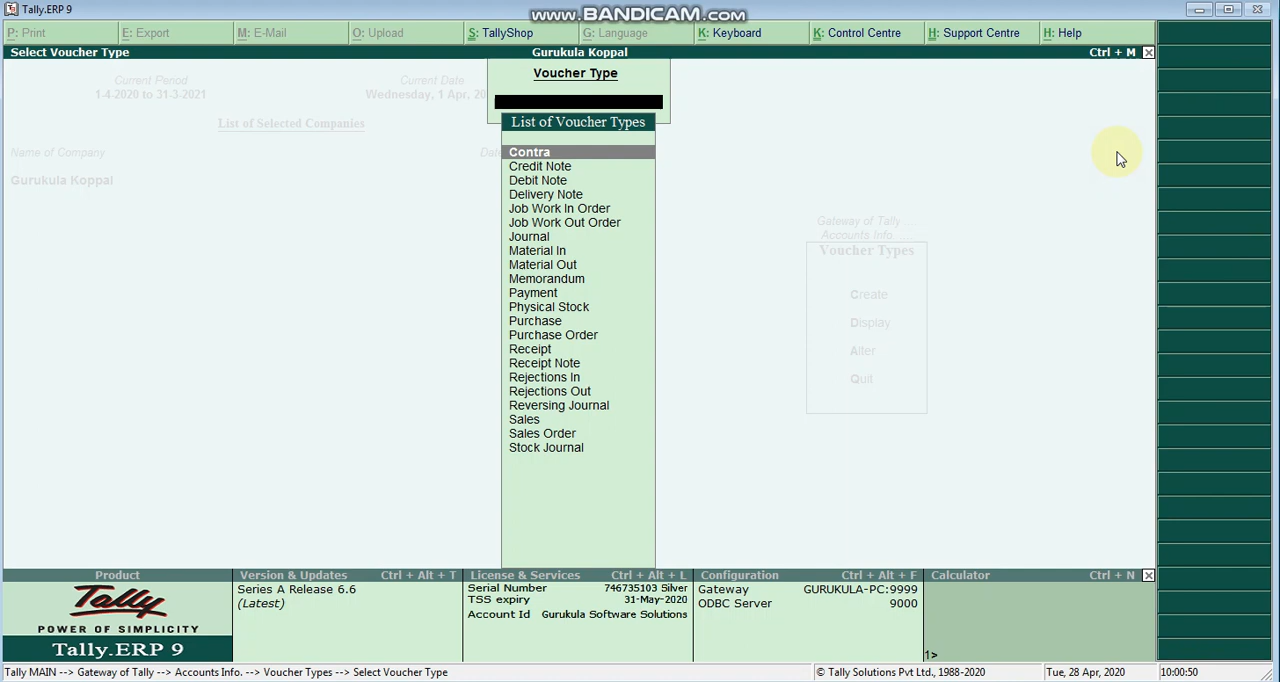 Tally.ERP 9
www.BANDICAM.com
P: Print
E: Export
M: E-Mail
O: Upload
S: TallyShop
G: Language
K: Keyboard
K: Control Centre
H: Support Centre
H: Help
Select Voucher Type
Gurukula Koppal
Ctrl + M
Current Period
1-4-2020 to 31-3-2021
Current Date
Wednesday, 1 Apr, 20
List of Selected Companies
Name of Company
Date
Gurukula Koppal
Voucher Type
List of Voucher Types
Contra
Credit Note
Debit Note
Delivery Note
Job Work In Order
Job Work Out Order
Journal
Material In
Material Out
Memorandum
Payment
Physical Stock
Purchase
Purchase Order
Receipt
Receipt Note
Rejections In
Rejections Out
Reversing Journal
Sales
Sales Order
Stock Journal
Gateway of Tally ......
Accounts Info. ......
Voucher Types
Create
Display
Alter
Quit
Product
Tally
POWER OF SIMPLICITY
Tally.ERP 9
Version & Updates Ctrl + Alt + T
Series A Release 6.6
(Latest)
License & Services Ctrl + Alt + L
Serial Number 746735103 Silver
TSS expiry 31-May-2020
Account Id Gurukula Software Solutions
Configuration Ctrl + Alt + F
Gateway GURUKULA-PC:9999
ODBC Server 9000
Calculator Ctrl + N
1>
Tally MAIN --> Gateway of Tally --> Accounts Info. --> Voucher Types --> Select Voucher Type
© Tally Solutions Pvt Ltd., 1988-2020
Tue, 28 Apr, 2020
10:00:50